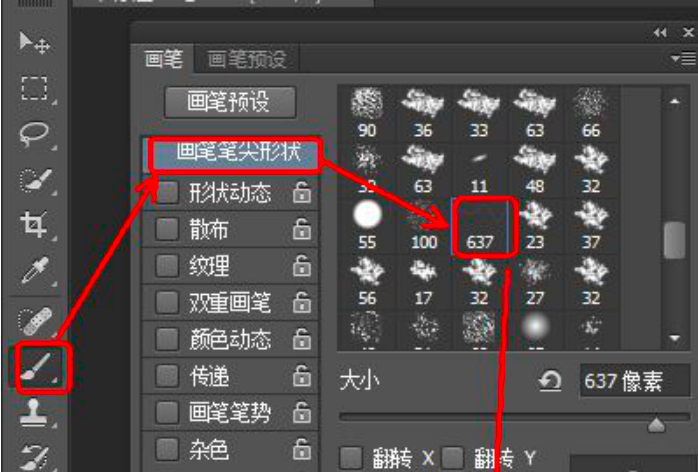 画笔 画笔预设
画笔预设
画笔笔尖形状
形状动态
散布
纹理
双重画笔
颜色动态
传递
画笔笔势
杂色
90 36 33 63 66
63 11 48 32
55 100 637 23 37
56 17 32 27 32
大小 637 像素
翻转 X 翻转 Y